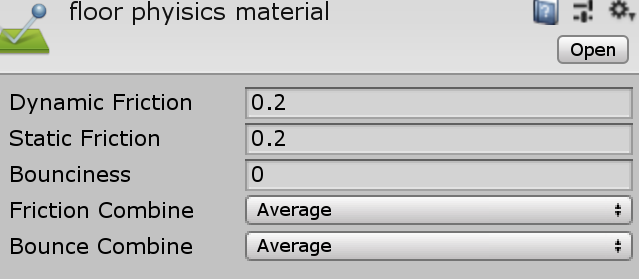 floor phyisics material
Open
Dynamic Friction 0.2
Static Friction 0.2
Bounciness 0
Friction Combine Average
Bounce Combine Average